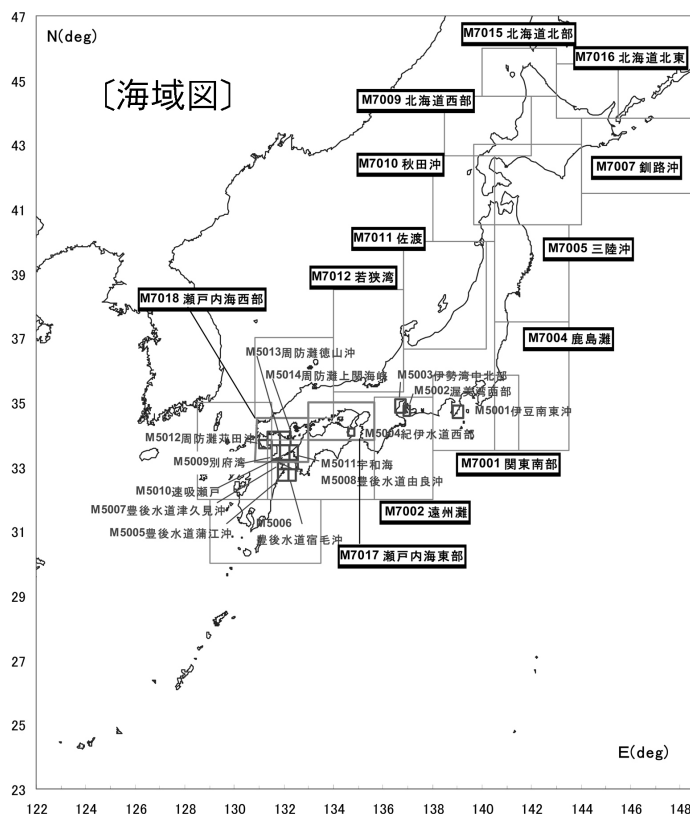 47
N(deg)
M7015 北海道北部
M7016 北海道北東
45
〔海域図〕
M7009 北海道西部
43
M7010 秋田沖
M7007 釧路沖
41
M7011 佐渡
M7005 三陸沖
39
M7012 若狭湾
M7018 瀬戸内海西部
37
M7004 鹿島灘
M5013周防灘徳山沖
M5014周防灘上関海峡
M5003伊勢湾中北部
M5002渥美湾西部
35
M5001伊豆南東沖
M5012周防灘苅田沖
M5004紀伊水道西部
M5009別府湾
M5011宇和海
M7001 関東南部
33
M5008豊後水道由良沖
M5010速吸瀬戸
M5007豊後水道津久見沖
M7002 遠州灘
M5005豊後水道蒲江沖
M5006
豊後水道宿毛沖
31
M7017 瀬戸内海東部
29
27
25
E(deg)
23
122 124 126 128 130 132 134 136 138 140 142 144 146 148